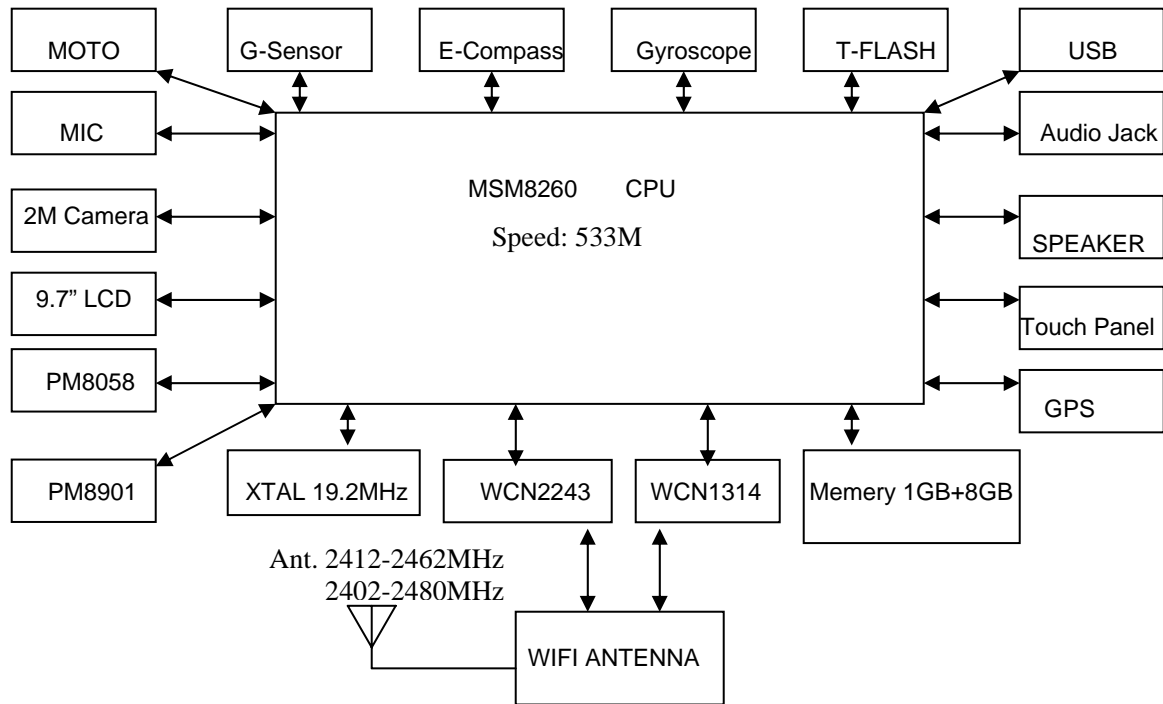 MOTO
G-Sensor
E-Compass
Gyroscope
T-FLASH
USB
MIC
Audio Jack
MSM8260 CPU
Speed: 533M
2M Camera
SPEAKER
9.7” LCD
Touch Panel
PM8058
GPS
PM8901
XTAL 19.2MHz
WCN2243
WCN1314
Memery 1GB+8GB
Ant. 2412-2462MHz
2402-2480MHz
WIFI ANTENNA